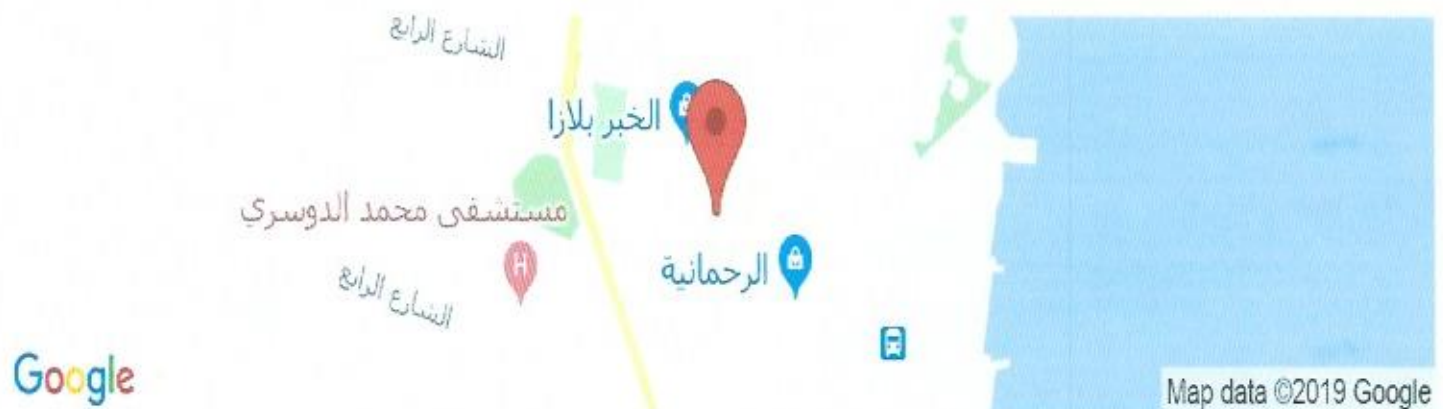 الشارع الرابع
الخبر بلازا
مستشفى محمد الدوسري
الرحمانية
الشارع الرابع
H
Google
Map data ©2019 Google